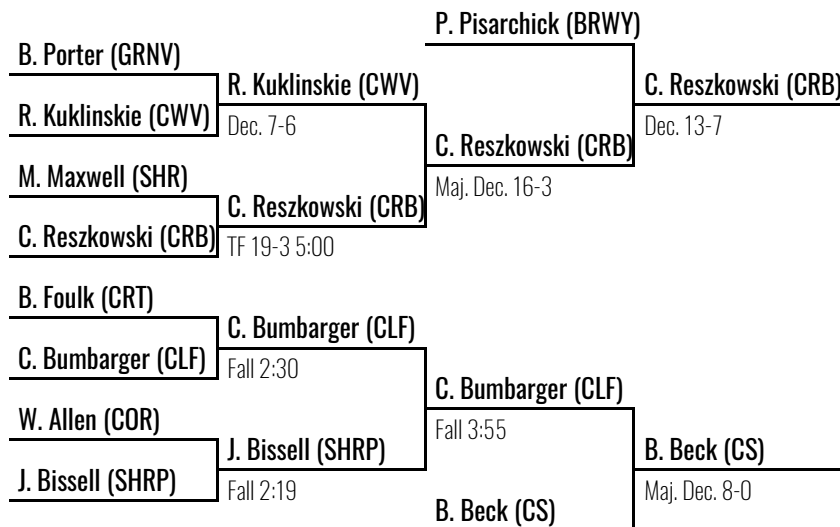 P. Pisarchick (BRWY)
B. Porter (GRNV)
R. Kuklinskie (CWV)
C. Reszkowski (CRB)
R. Kuklinskie (CWV)
Dec. 7-6
Dec. 13-7
C. Reszkowski (CRB)
M. Maxwell (SHR)
Maj. Dec. 16-3
C. Reszkowski (CRB)
C. Reszkowski (CRB)
TF 19-3 5:00
B. Foulk (CRT)
C. Bumbarger (CLF)
C. Bumbarger (CLF)
Fall 2:30
C. Bumbarger (CLF)
W. Allen (COR)
Fall 3:55
J. Bissell (SHRP)
B. Beck (CS)
J. Bissell (SHRP)
Fall 2:19
Maj. Dec. 8-0
B. Beck (CS)